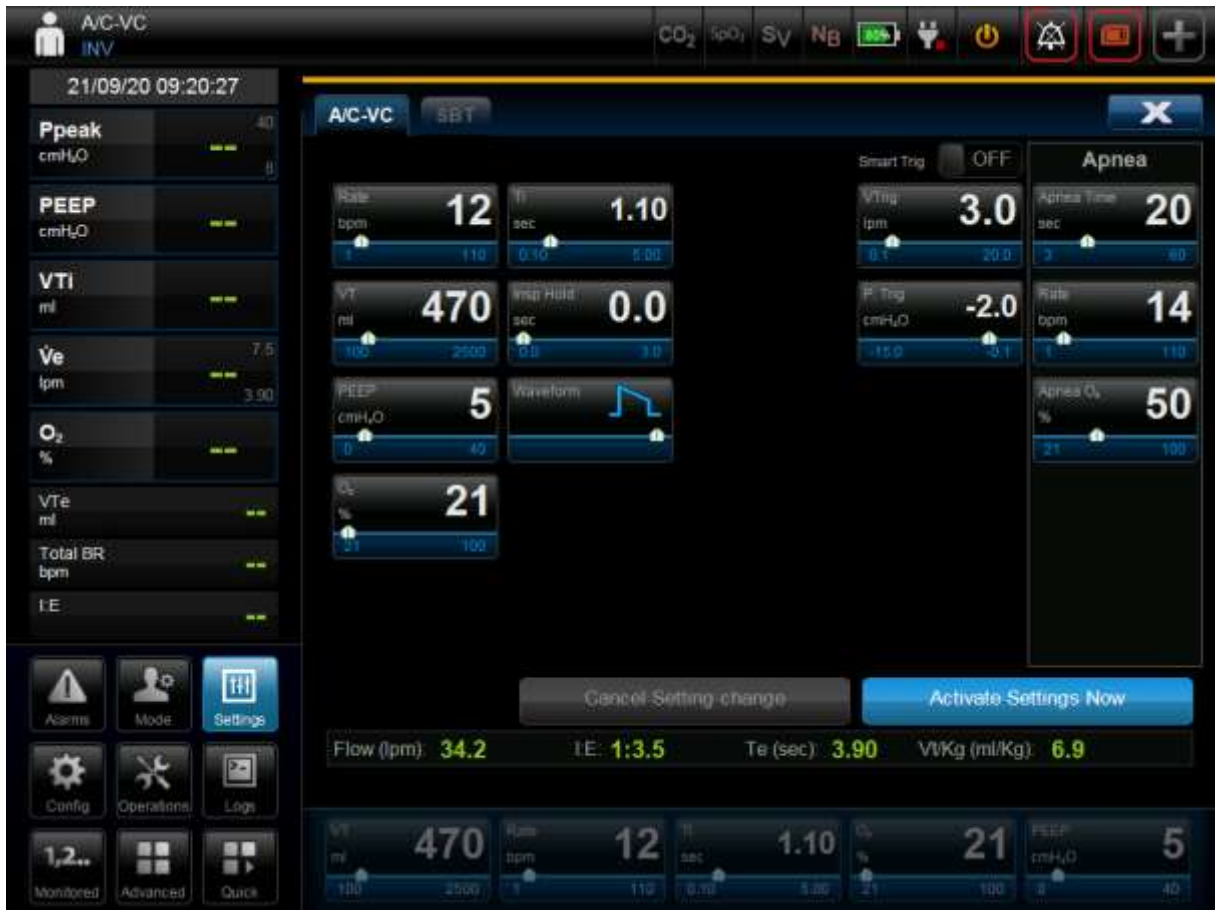 A/C-VC
INV
CO2 SpO2 SV NB 80%
21/09/20 09:20:27
Ppeak
cmH2O
--
40
8
PEEP
cmH2O
--
VTi
ml
--
V̇e
lpm
--
7.5
3.90
O2
%
--
VTe
ml
--
Total BR
bpm
--
I:E
--
Alarms Mode Settings
Config Operations Logs
1,2..
Monitored Advanced Quick
A/C-VC SBT X
Smart Trig OFF
Rate
bpm
12
1 110
Ti
sec
1.10
0.10 5.00
VT
ml
470
100 2500
Insp Hold
sec
0.0
0.0 3.0
PEEP
cmH2O
5
0 40
Waveform
O2
%
21
21 100
VTrig
lpm
3.0
0.1 20.0
P. Trig
cmH2O
-2.0
-15.0 -0.1
Apnea
Apnea Time
sec
20
3 60
Rate
bpm
14
1 110
Apnea O2
%
50
21 100
Cancel Setting change
Activate Settings Now
Flow (lpm): 34.2 I:E: 1:3.5 Te (sec): 3.90 Vt/Kg (ml/Kg): 6.9
VT
ml
470
100 2500
Rate
bpm
12
1 110
Ti
sec
1.10
0.10 5.00
O2
%
21
21 100
PEEP
cmH2O
5
0 40